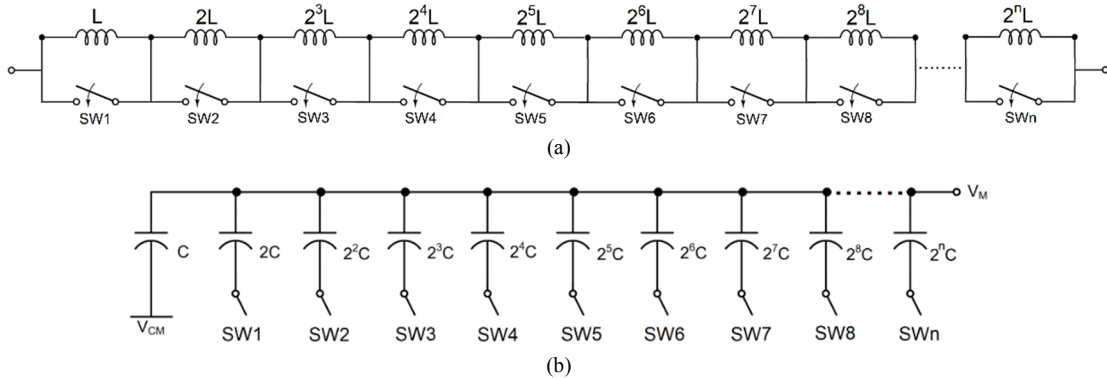 L 2L 2³L 2⁴L 2⁵L 2⁶L 2⁷L 2⁸L 2ⁿL
SW1 SW2 SW3 SW4 SW5 SW6 SW7 SW8 SWn
(a)
V_M
C 2C 2²C 2³C 2⁴C 2⁵C 2⁶C 2⁷C 2⁸C 2ⁿC
V_CM SW1 SW2 SW3 SW4 SW5 SW6 SW7 SW8 SWn
(b)